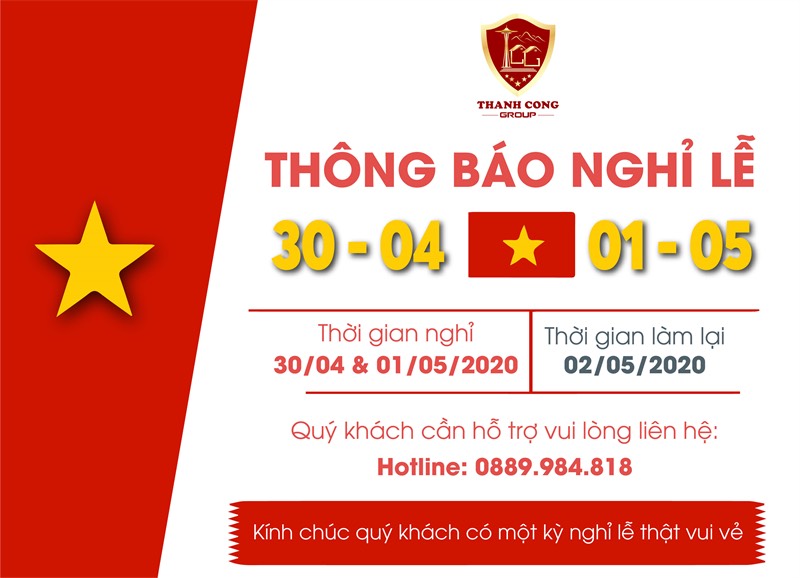 THANH CONG
GROUP
THÔNG BÁO NGHỈ LỄ
30 - 04 01 - 05
Thời gian nghỉ
30/04 & 01/05/2020
Thời gian làm lại
02/05/2020
Quý khách cần hỗ trợ vui lòng liên hệ:
Hotline: 0889.984.818
Kính chúc quý khách có một kỳ nghỉ lễ thật vui vẻ